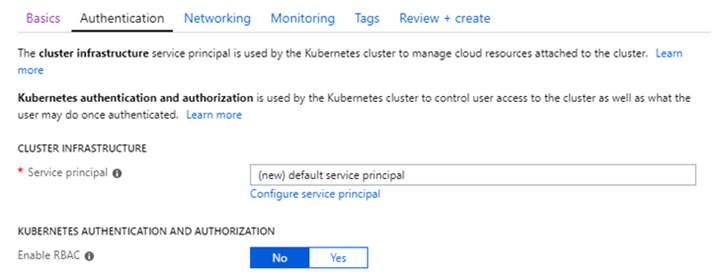 Basics Authentication Networking Monitoring Tags Review + create
The cluster infrastructure service principal is used by the Kubernetes cluster to manage cloud resources attached to the cluster. Learn
more
Kubernetes authentication and authorization is used by the Kubernetes cluster to control user access to the cluster as well as what the
user may do once authenticated. Learn more
CLUSTER INFRASTRUCTURE
* Service principal (new) default service principal
Configure service principal
KUBERNETES AUTHENTICATION AND AUTHORIZATION
Enable RBAC No Yes